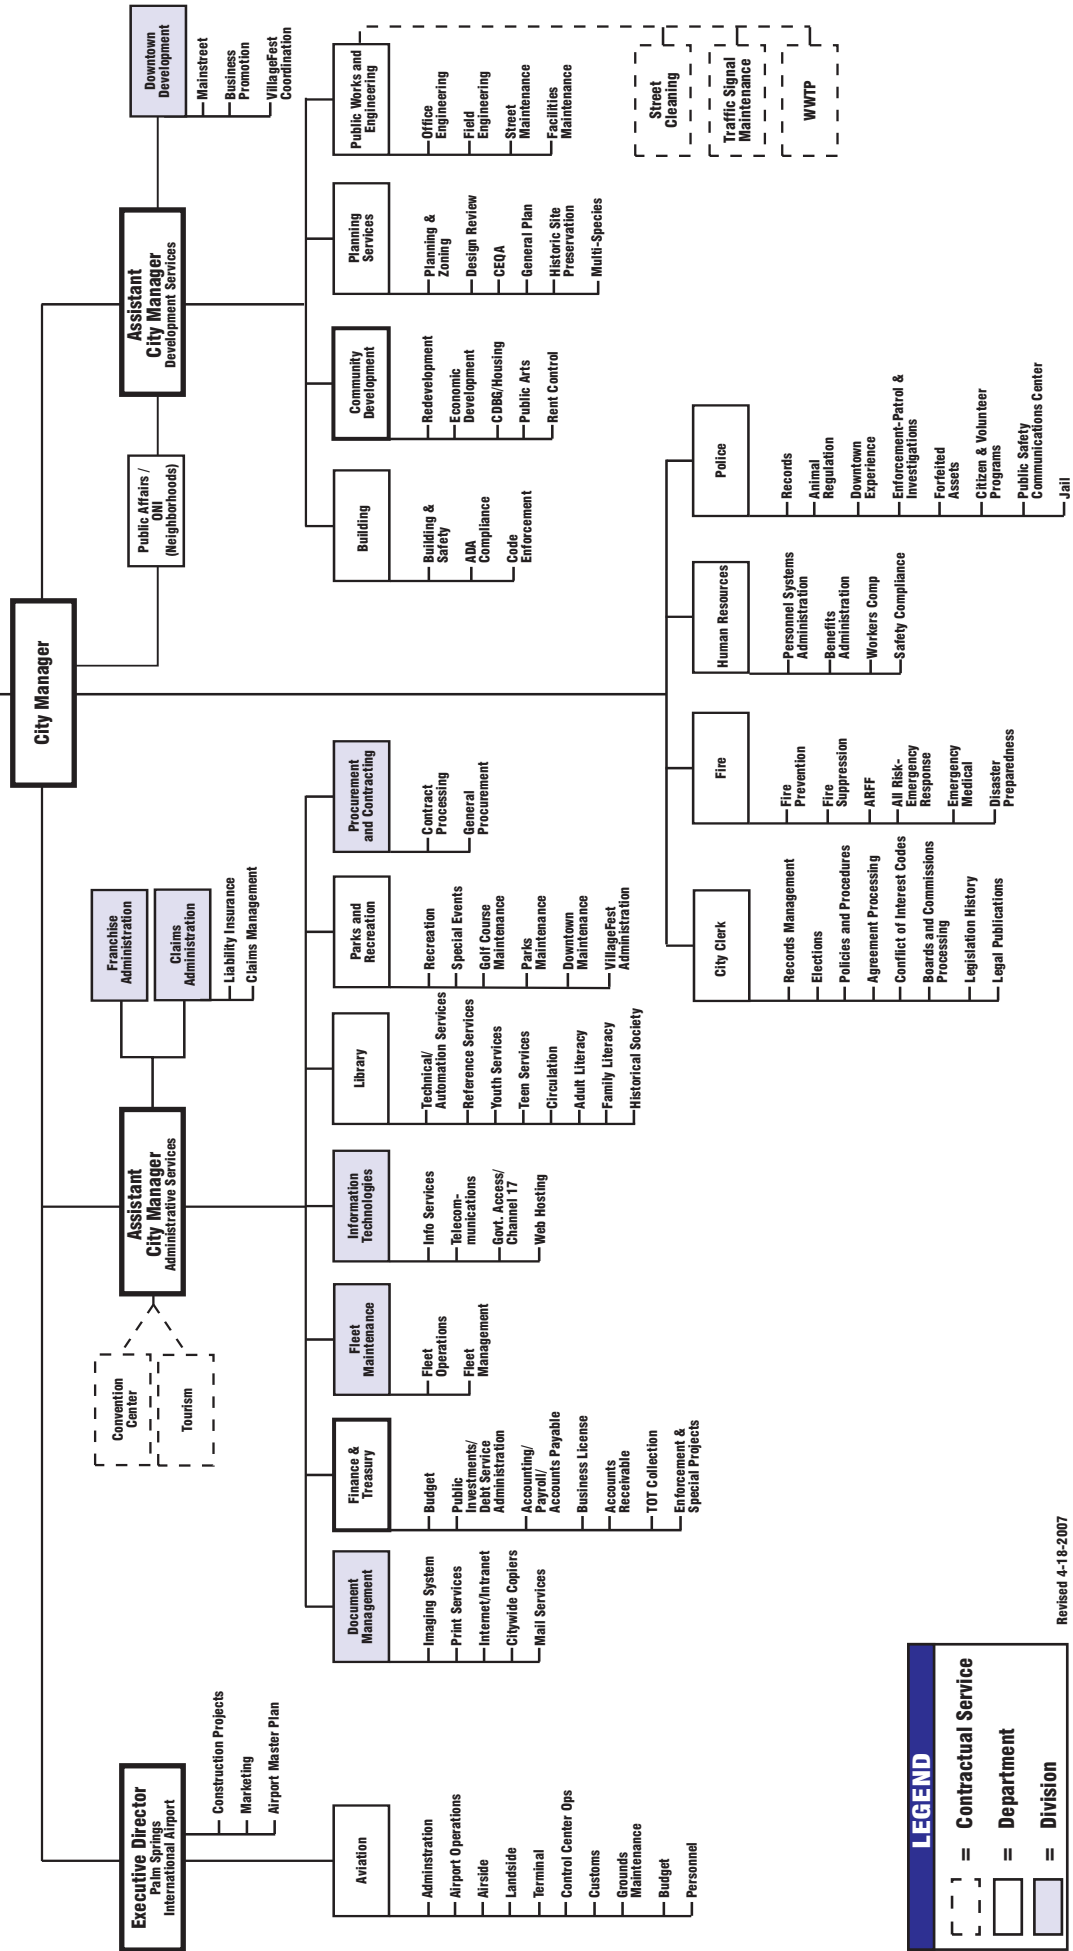 City Manager
Executive Director
Palm Springs
International Airport
Construction Projects
Marketing
Airport Master Plan
Aviation
Adminstration
Airport Operations
Airside
Landside
Terminal
Control Center Ops
Customs
Grounds
Maintenance
Budget
Personnel
Convention
Center
Tourism
Assistant
City Manager
Administrative Services
Franchise
Administration
Claims
Administration
Liability Insurance
Claims Management
Document
Management
Imaging System
Print Services
Internet/Intranet
Citywide Copiers
Mail Services
Finance &
Treasury
Budget
Public
Investments/
Debt Service
Administration
Accounting/
Payroll/
Accounts Payable
Business License
Accounts
Receivable
TOT Collection
Enforcement &
Special Projects
Fleet
Maintenance
Fleet
Operations
Fleet
Management
Information
Technologies
Info Services
Telecom-
munications
Govt. Access/
Channel 17
Web Hosting
Library
Technical/
Automation Services
Reference Services
Youth Services
Teen Services
Circulation
Adult Literacy
Family Literacy
Historical Society
Parks and
Recreation
Recreation
Special Events
Golf Course
Maintenance
Parks
Maintenance
Downtown
Maintenance
VillageFest
Administration
Procurement
and Contracting
Contract
Processing
General
Procurement
Public Affairs /
ONI
(Neighborhoods)
Assistant
City Manager
Development Services
Downtown
Development
Mainstreet
Business
Promotion
VillageFest
Coordination
Building
Building &
Safety
ADA
Compliance
Code
Enforcement
Community
Development
Redevelopment
Economic
Development
CDBG/Housing
Public Arts
Rent Control
Planning
Services
Planning &
Zoning
Design Review
CEQA
General Plan
Historic Site
Preservation
Multi-Species
Public Works and
Engineering
Office
Engineering
Field
Engineering
Street
Maintenance
Facilities
Maintenance
Street
Cleaning
Traffic Signal
Maintenance
WWTP
City Clerk
Records Management
Elections
Policies and Procedures
Agreement Processing
Conflict of Interest Codes
Boards and Commissions
Processing
Legislation History
Legal Publications
Fire
Fire
Prevention
Fire
Suppression
ARFF
All Risk-
Emergency
Response
Emergency
Medical
Disaster
Preparedness
Human Resources
Personnel Systems
Administration
Benefits
Administration
Workers Comp
Safety Compliance
Police
Records
Animal
Regulation
Downtown
Experience
Enforcement-Patrol &
Investigations
Forfeited
Assets
Citizen & Volunteer
Programs
Public Safety
Communications Center
Jail
LEGEND
= Contractual Service
= Department
= Division
Revised 4-18-2007